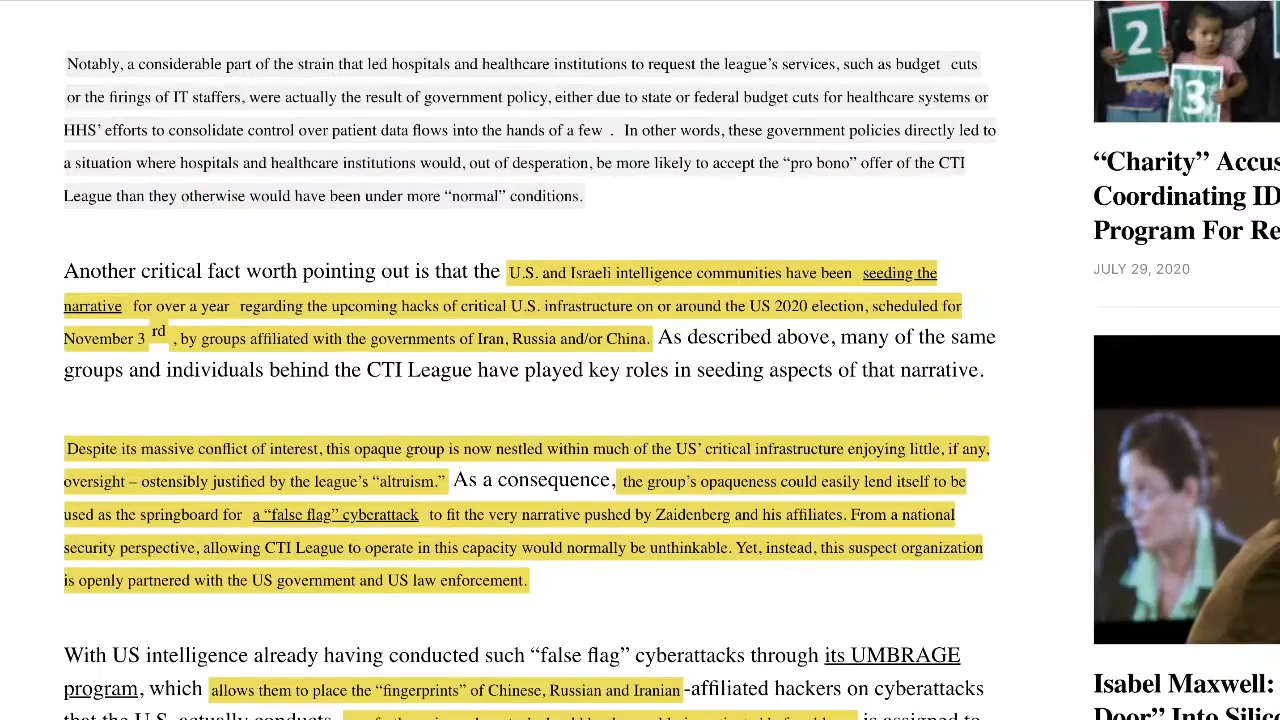 Notably, a considerable part of the strain that led hospitals and healthcare institutions to request the league’s services, such as budget cuts
or the firings of IT staffers, were actually the result of government policy, either due to state or federal budget cuts for healthcare systems or
HHS’ efforts to consolidate control over patient data flows into the hands of a few . In other words, these government policies directly led to
a situation where hospitals and healthcare institutions would, out of desperation, be more likely to accept the “pro bono” offer of the CTI
League than they otherwise would have been under more “normal” conditions.
Another critical fact worth pointing out is that the U.S. and Israeli intelligence communities have been seeding the
narrative for over a year regarding the upcoming hacks of critical U.S. infrastructure on or around the US 2020 election, scheduled for
November 3 rd , by groups affiliated with the governments of Iran, Russia and/or China. As described above, many of the same
groups and individuals behind the CTI League have played key roles in seeding aspects of that narrative.
Despite its massive conflict of interest, this opaque group is now nestled within much of the US’ critical infrastructure enjoying little, if any,
oversight – ostensibly justified by the league’s “altruism.” As a consequence, the group’s opaqueness could easily lend itself to be
used as the springboard for a “false flag” cyberattack to fit the very narrative pushed by Zaidenberg and his affiliates. From a national
security perspective, allowing CTI League to operate in this capacity would normally be unthinkable. Yet, instead, this suspect organization
is openly partnered with the US government and US law enforcement.
With US intelligence already having conducted such “false flag” cyberattacks through its UMBRAGE
program, which allows them to place the “fingerprints” of Chinese, Russian and Iranian-affiliated hackers on cyberattacks
that the U.S. actually conducts, is assigned to
2
3
“Charity” Accus
Coordinating ID
Program For Re
JULY 29, 2020
Isabel Maxwell:
Door” Into Silico